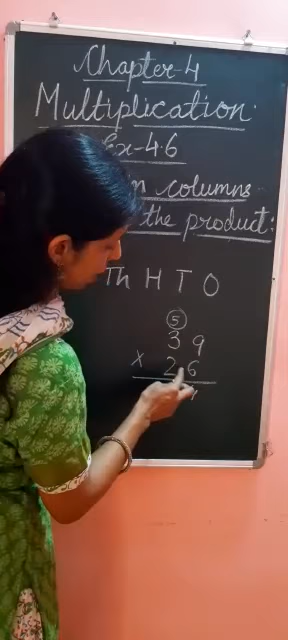 Chapter-4
Multiplication:
Ex-4.6
columns
the product:
Th H T O
5
3 9
× 2 6